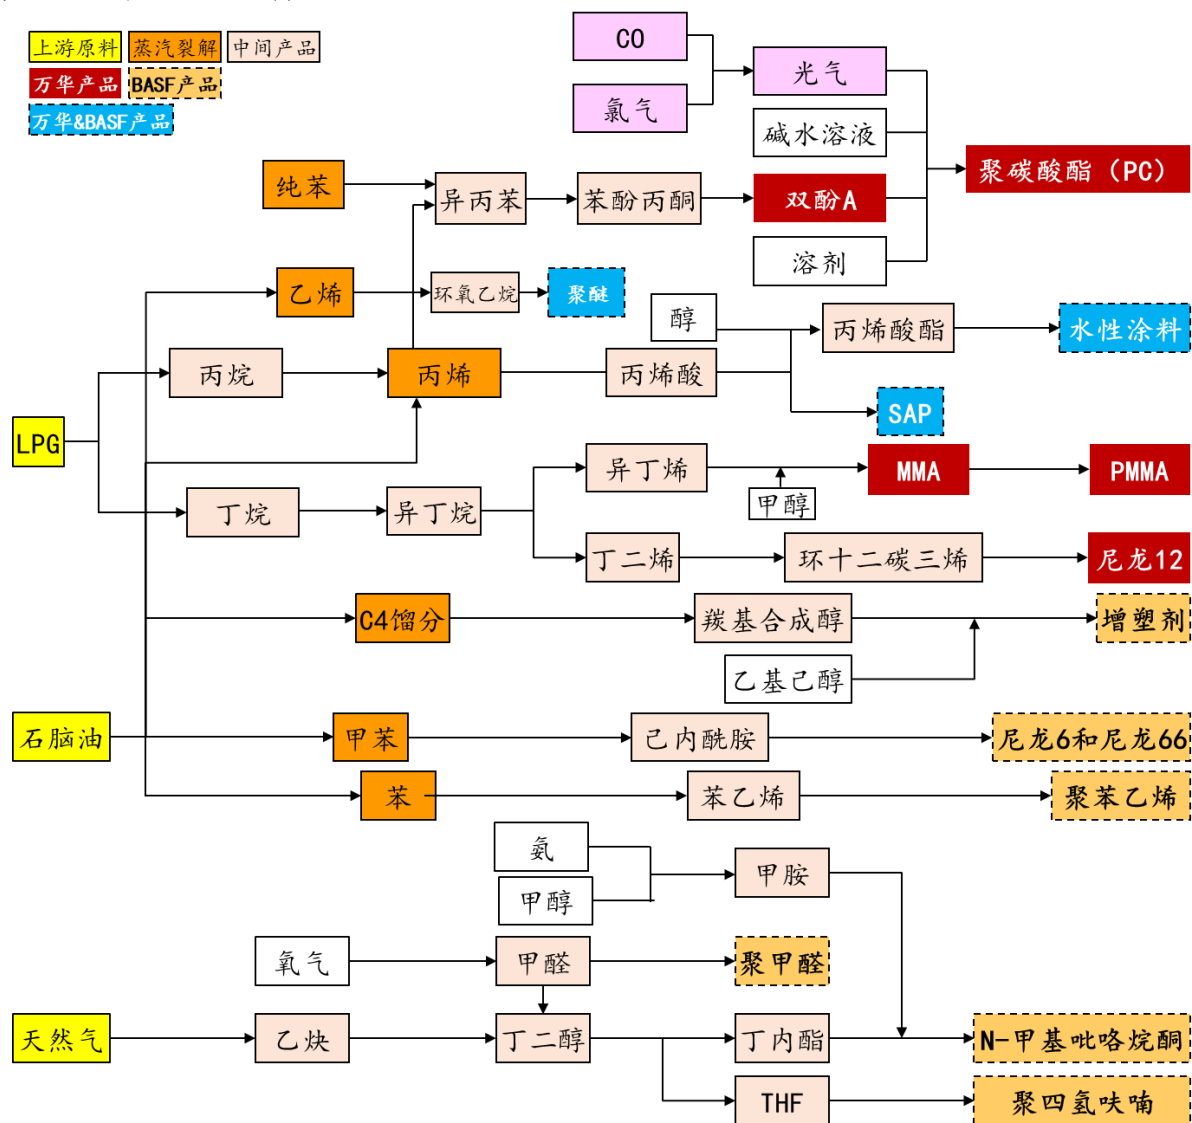 上游原料 蒸汽裂解 中间产品
万华产品 BASF产品
万华&BASF产品
CO
光气
氯气
碱水溶液
聚碳酸酯（PC）
纯苯
异丙苯
苯酚丙酮
双酚A
溶剂
乙烯
环氧乙烷
聚醚
醇
丙烯酸酯
水性涂料
丙烷
丙烯
丙烯酸
SAP
LPG
异丁烯
MMA
PMMA
甲醇
丁烷
异丁烷
丁二烯
环十二碳三烯
尼龙12
C4馏分
羰基合成醇
增塑剂
乙基己醇
石脑油
甲苯
己内酰胺
尼龙6和尼龙66
苯
苯乙烯
聚苯乙烯
氨
甲胺
甲醇
氧气
甲醛
聚甲醛
天然气
乙炔
丁二醇
丁内酯
N-甲基吡咯烷酮
THF
聚四氢呋喃